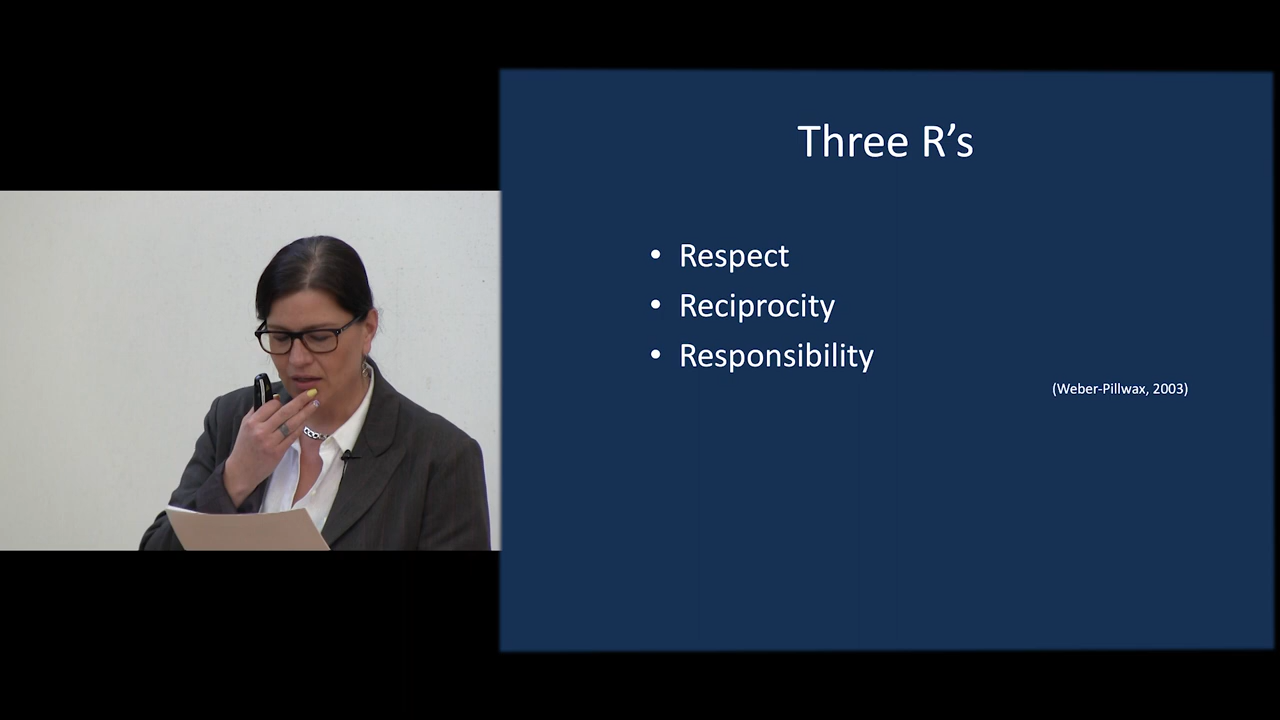 Three R’s
• Respect
• Reciprocity
• Responsibility
(Weber-Pillwax, 2003)